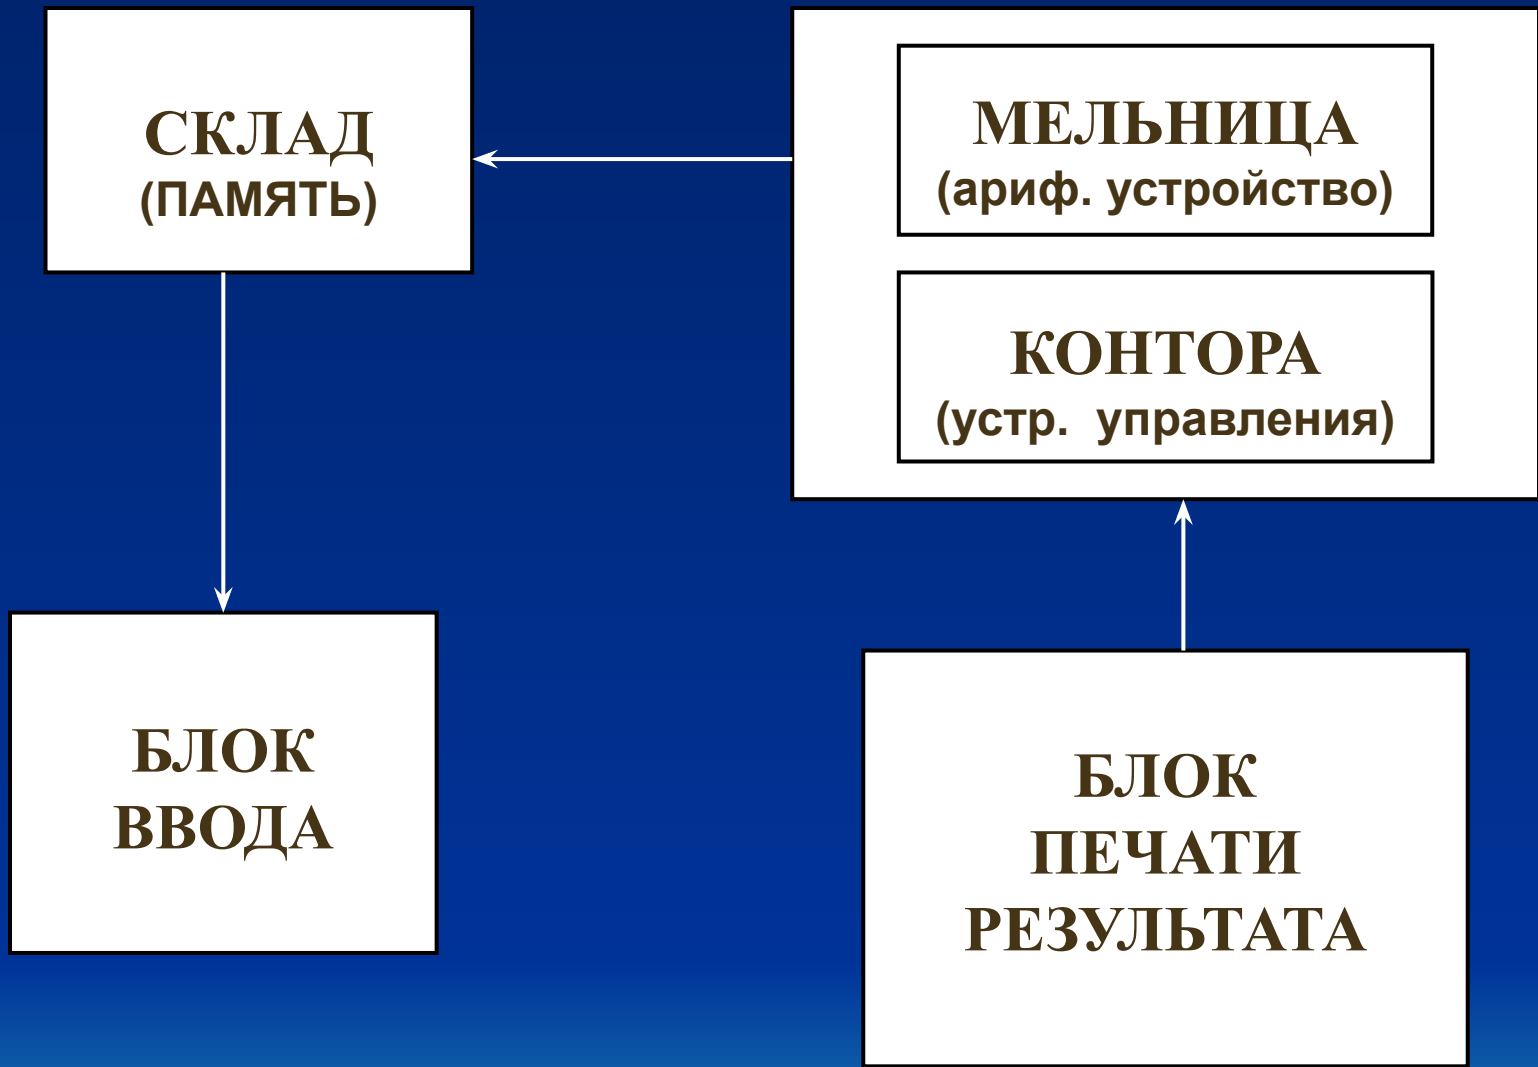 СКЛАД
(ПАМЯТЬ)
МЕЛЬНИЦА
(ариф. устройство)
КОНТОРА
(устр. управления)
БЛОК
ВВОДА
БЛОК
ПЕЧАТИ
РЕЗУЛЬТАТА